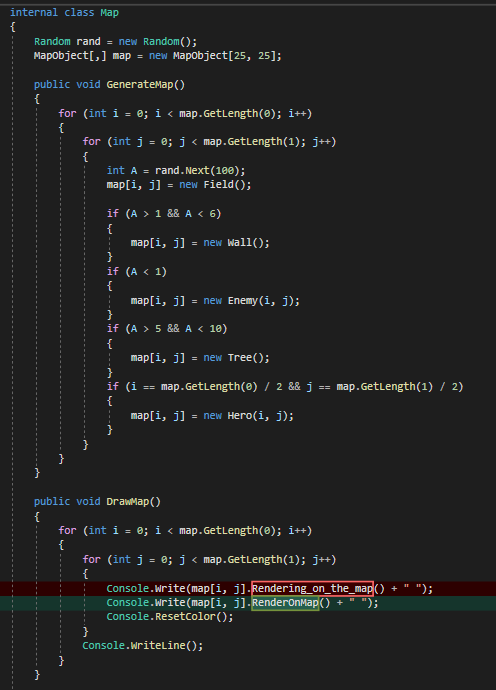 internal class Map
{
Random rand = new Random();
MapObject[,] map = new MapObject[25, 25];
public void GenerateMap()
{
for (int i = 0; i < map.GetLength(0); i++)
{
for (int j = 0; j < map.GetLength(1); j++)
{
int A = rand.Next(100);
map[i, j] = new Field();
if (A > 1 && A < 6)
{
map[i, j] = new Wall();
}
if (A < 1)
{
map[i, j] = new Enemy(i, j);
}
if (A > 5 && A < 10)
{
map[i, j] = new Tree();
}
if (i == map.GetLength(0) / 2 && j == map.GetLength(1) / 2)
{
map[i, j] = new Hero(i, j);
}
}
}
}
public void DrawMap()
{
for (int i = 0; i < map.GetLength(0); i++)
{
for (int j = 0; j < map.GetLength(1); j++)
{
Console.Write(map[i, j].Rendering_on_the_map() + " ");
Console.Write(map[i, j].RenderOnMap() + " ");
Console.ResetColor();
}
Console.WriteLine();
}
}